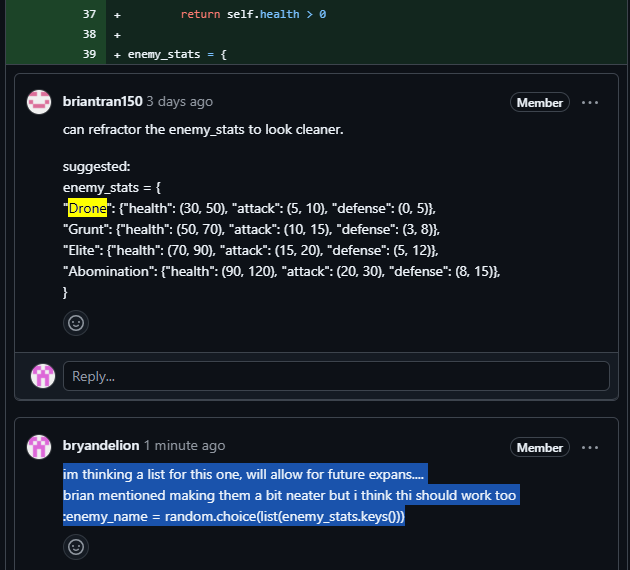 37 + return self.health > 0
38 +
39 + enemy_stats = {
briantran150 3 days ago Member ...
can refractor the enemy_stats to look cleaner.
suggested:
enemy_stats = {
"Drone": {"health": (30, 50), "attack": (5, 10), "defense": (0, 5)},
"Grunt": {"health": (50, 70), "attack": (10, 15), "defense": (3, 8)},
"Elite": {"health": (70, 90), "attack": (15, 20), "defense": (5, 12)},
"Abomination": {"health": (90, 120), "attack": (20, 30), "defense": (8, 15)},
}
Reply...
bryandelion 1 minute ago Member ...
im thinking a list for this one, will allow for future expans....
brian mentioned making them a bit neater but i think thi should work too
:enemy_name = random.choice(list(enemy_stats.keys()))